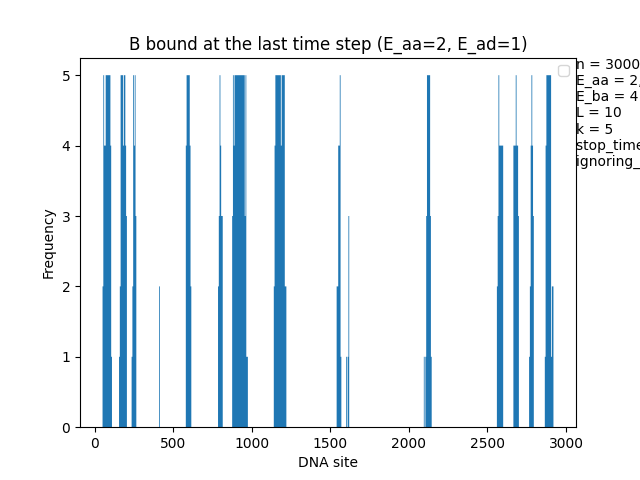 B bound at the last time step (E_aa=2, E_ad=1)
n = 3000
E_aa = 2,
E_ba = 4
L = 10
k = 5
stop_time
ignoring_
5
4
3
2
1
0
Frequency
0 500 1000 1500 2000 2500 3000
DNA site